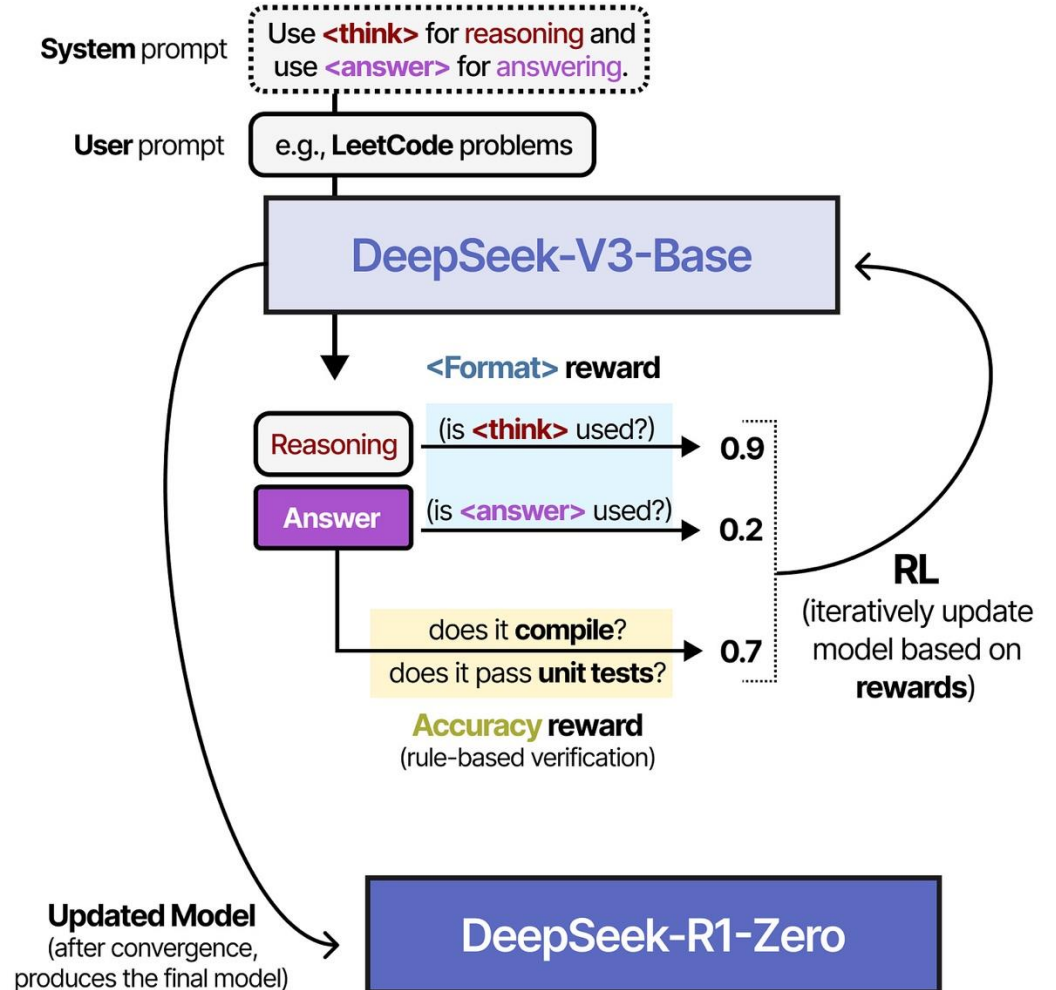 System prompt
Use <think> for reasoning and
use <answer> for answering.
User prompt
e.g., LeetCode problems
DeepSeek-V3-Base
<Format> reward
Reasoning
(is <think> used?)
0.9
Answer
(is <answer> used?)
0.2
RL
(iteratively update
model based on
rewards)
does it compile?
does it pass unit tests?
0.7
Accuracy reward
(rule-based verification)
Updated Model
(after convergence,
produces the final model)
DeepSeek-R1-Zero